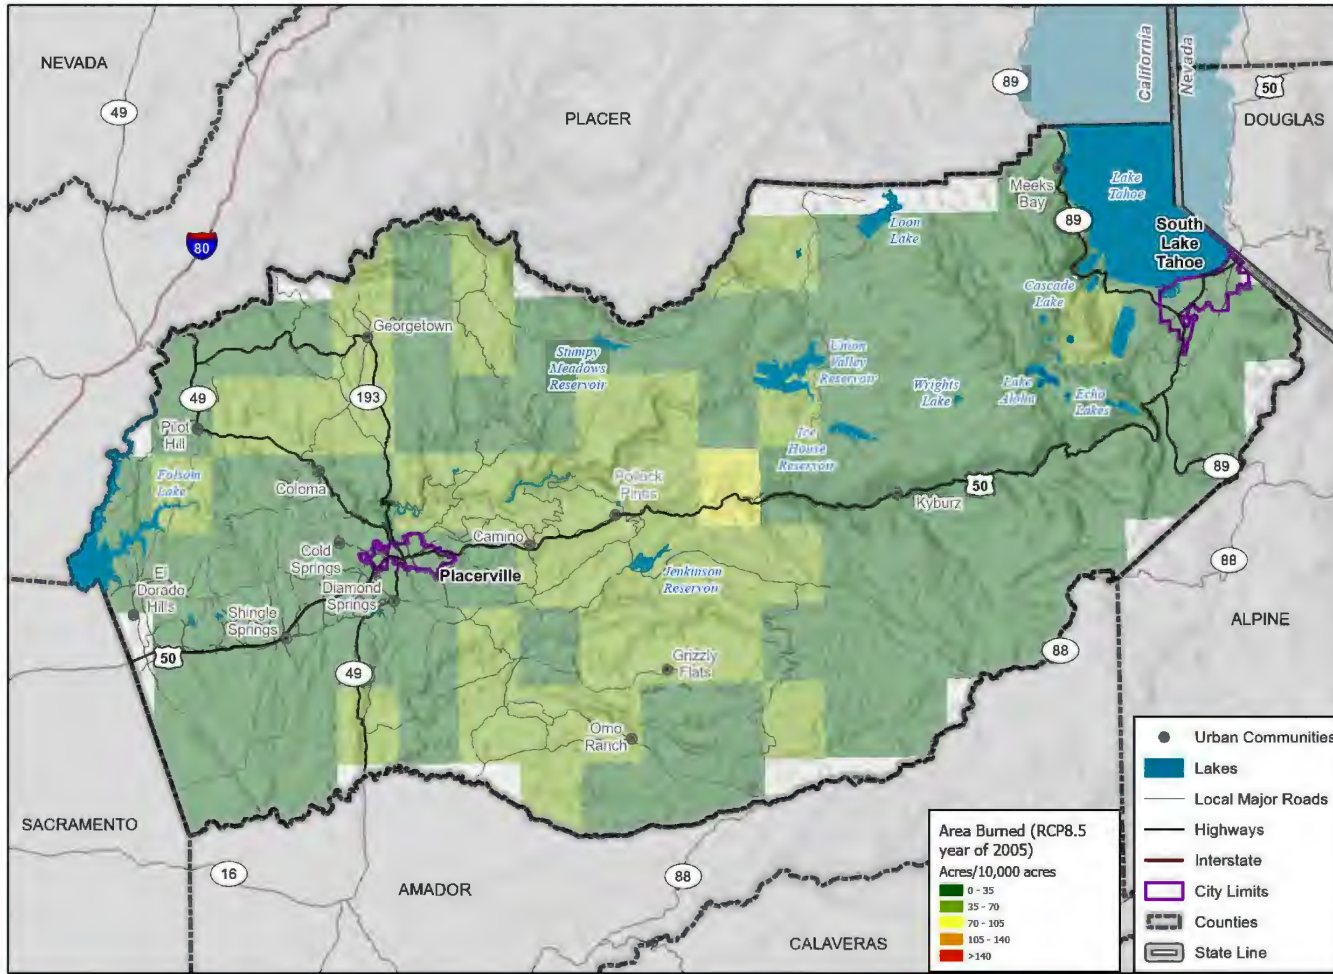 NEVADA
49
80
PLACER
89
California
Nevada
50
DOUGLAS
Meeks
Bay
Lake
Tahoe
89
South
Lake
Tahoe
Loon
Lake
Cascade
Lake
Georgetown
Stumpy
Meadows
Reservoir
Union
Valley
Reservoir
Wrights
Lake
Lake
Aloha
Echo
Lakes
49
193
Pilot
Hill
Ice
House
Reservoir
Folsom
Lake
Coloma
Pollock
Pines
50
Kyburz
89
Cold
Springs
Camino
Placerville
Jenkinson
Reservoir
88
El
Dorado
Hills
Diamond
Springs
Shingle
Springs
50
49
Grizzly
Flats
88
ALPINE
Omo
Ranch
SACRAMENTO
16
AMADOR
88
CALAVERAS
Area Burned (RCP8.5
year of 2005)
Acres/10,000 acres
0 - 35
35 - 70
70 - 105
105 - 140
>140
Urban Communities
Lakes
Local Major Roads
Highways
Interstate
City Limits
Counties
State Line